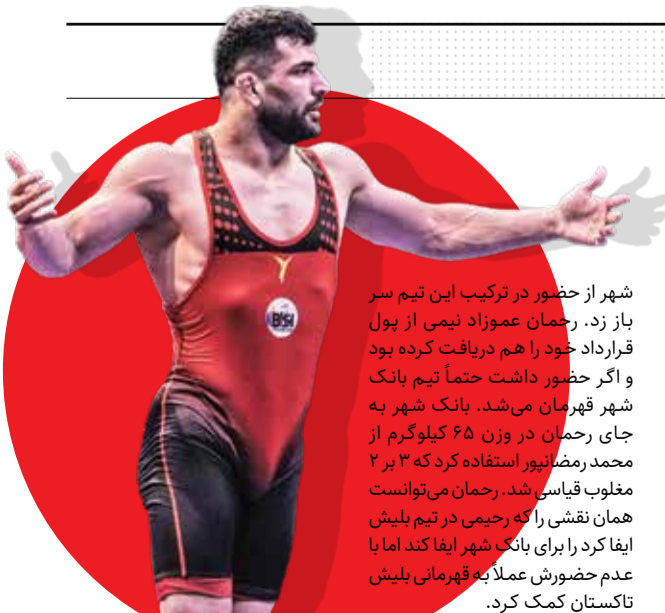 شهر از حضور در ترکیب این تیم سر
باز زد. رحمان عموزاد نیمی از پول
قرارداد خود را هم دریافت کرده بود
و اگر حضور داشت حتماً تیم بانک
شهر قهرمان می‌شد. بانک شهر به
جای رحمان در وزن ۶۵ کیلوگرم از
محمد رمضانپور استفاده کرد که ۳ بر ۲
مغلوب قیاسی شد. رحمان می‌توانست
همان نقشی را که رحیمی در تیم بلیش
ایفا کرد را برای بانک شهر ایفا کند اما با
عدم حضورش عملاً به قهرمانی بلیش
تاکستان کمک کرد.